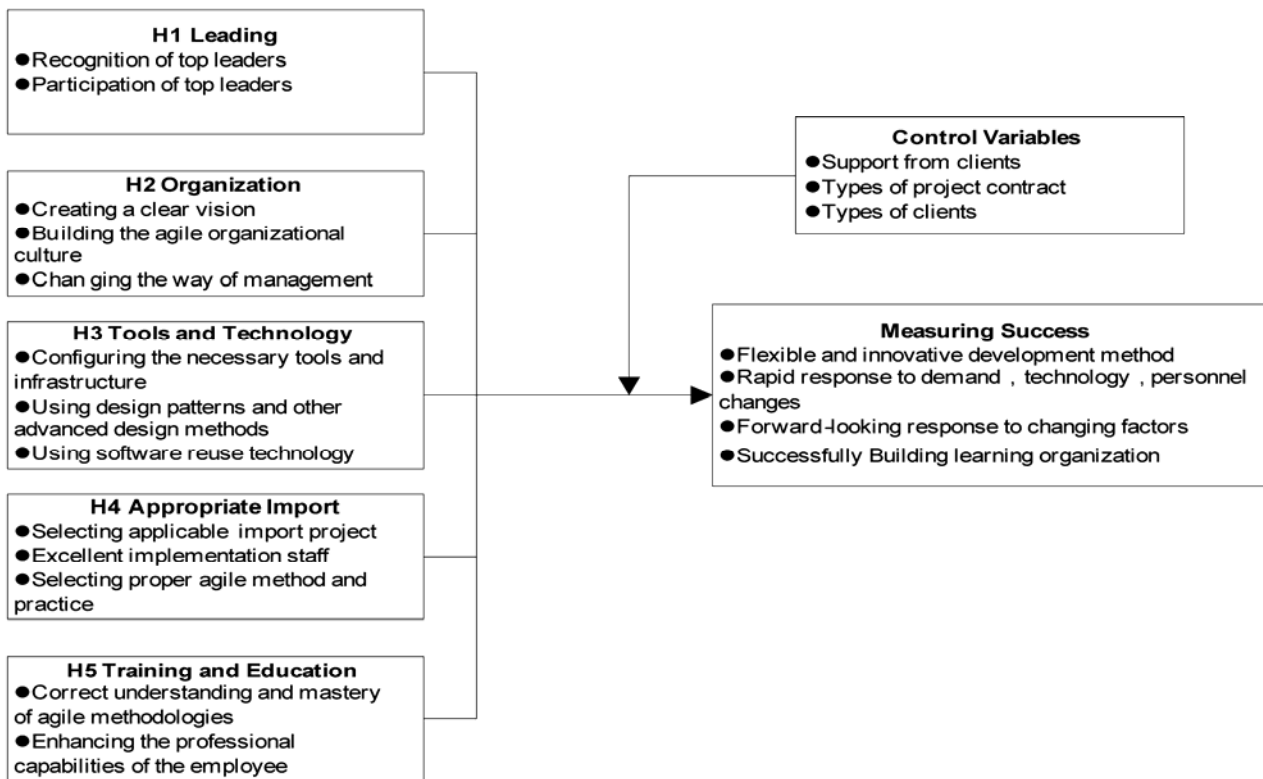 H1 Leading
●Recognition of top leaders
●Participation of top leaders
H2 Organization
●Creating a clear vision
●Building the agile organizational
culture
●Chan ging the way of management
H3 Tools and Technology
●Configuring the necessary tools and
infrastructure
●Using design patterns and other
advanced design methods
●Using software reuse technology
H4 Appropriate Import
●Selecting applicable import project
●Excellent implementation staff
●Selecting proper agile method and
practice
H5 Training and Education
●Correct understanding and mastery
of agile methodologies
●Enhancing the professional
capabilities of the employee
Control Variables
●Support from clients
●Types of project contract
●Types of clients
Measuring Success
●Flexible and innovative development method
●Rapid response to demand , technology , personnel
changes
●Forward-looking response to changing factors
●Successfully Building learning organization